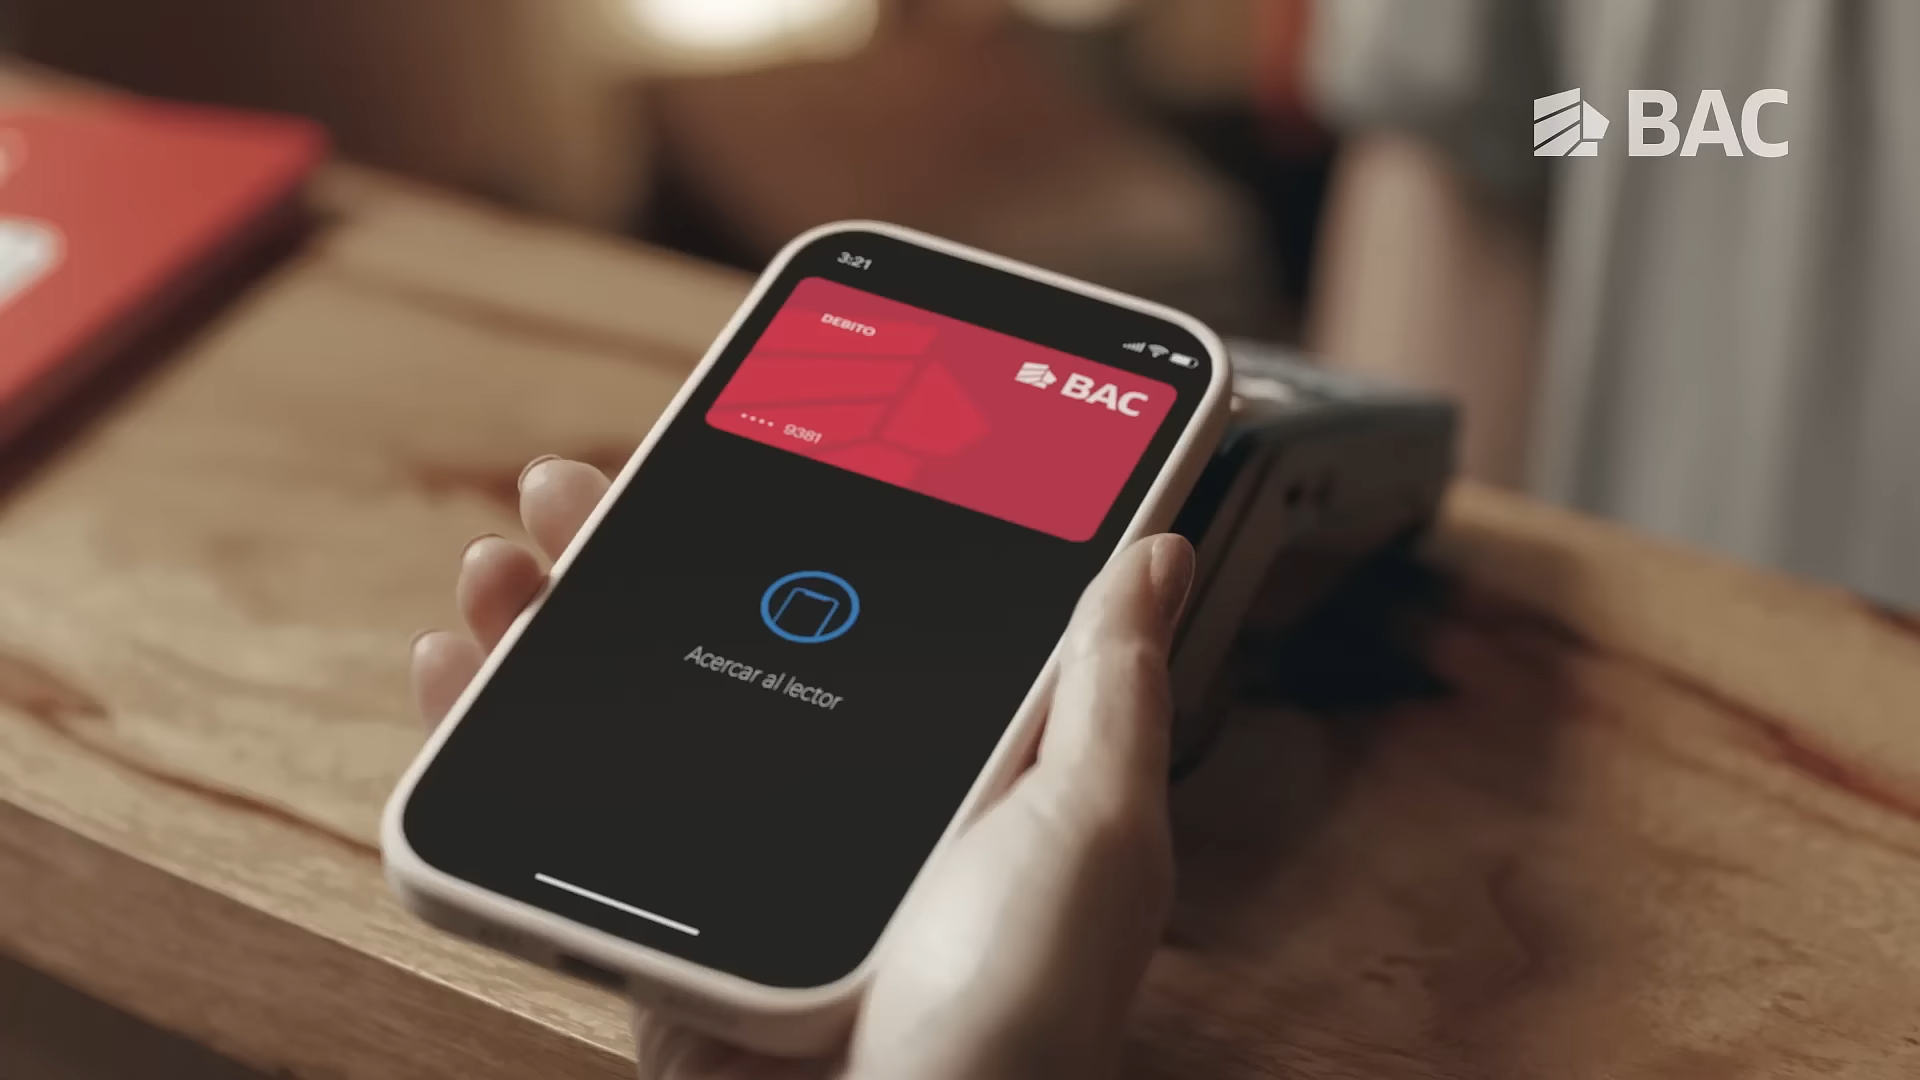 BAC
3:21
DEBITO
BAC
•••• 9381
Acercar al lector